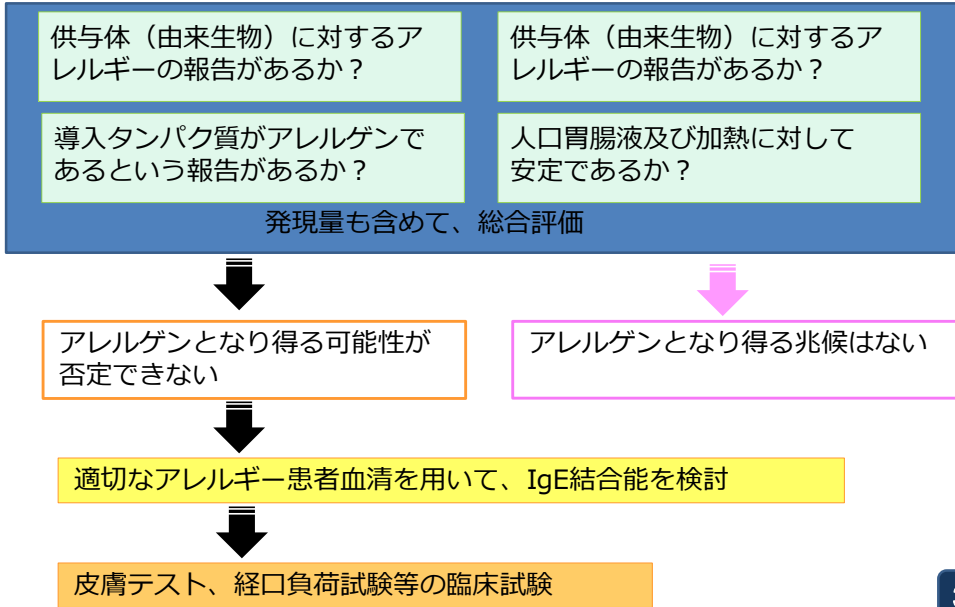 供与体（由来生物）に対するア
レルギーの報告があるか？
供与体（由来生物）に対するア
レルギーの報告があるか？
導入タンパク質がアレルゲンで
あるという報告があるか？
人口胃腸液及び加熱に対して
安定であるか？
発現量も含めて、総合評価
アレルゲンとなり得る可能性が
否定できない
アレルゲンとなり得る兆候はない
適切なアレルギー患者血清を用いて、IgE結合能を検討
皮膚テスト、経口負荷試験等の臨床試験